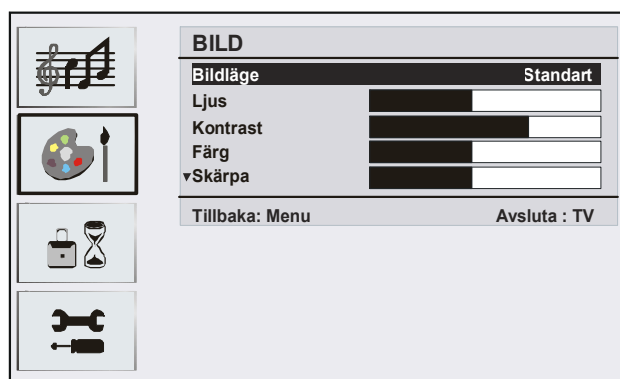 BILD
Bildläge Standart
Ljus
Kontrast
Färg
▾Skärpa
Tillbaka: Menu Avsluta : TV